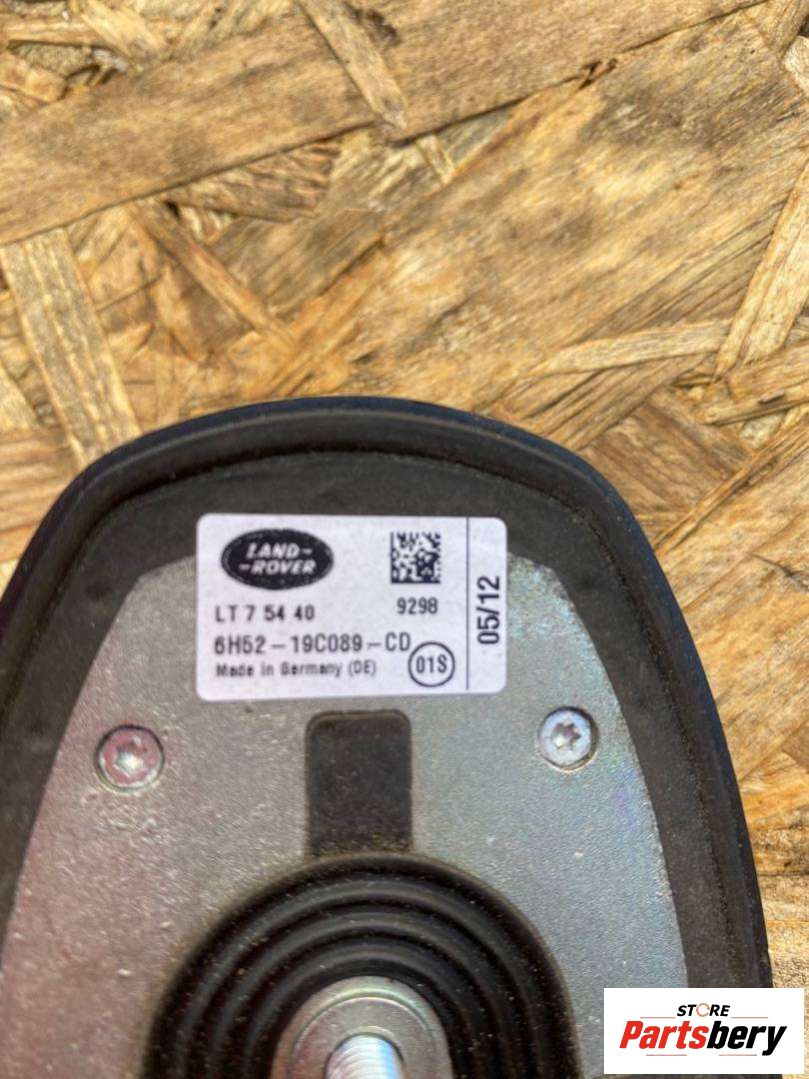 LAND-
-ROVER
LT 7 54 40
9298
6H52-19C089-CD
Made in Germany (DE)
01S
05/12
STORE
Partsbery